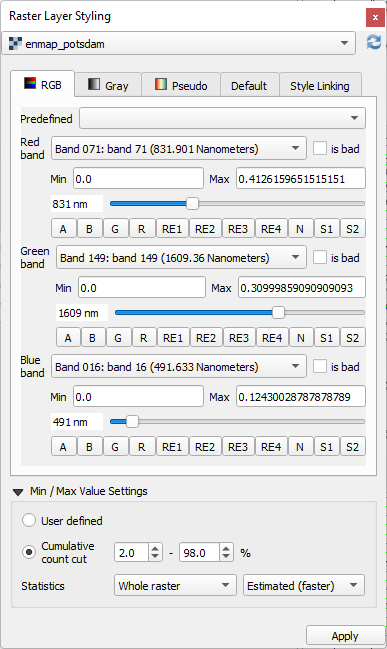 Raster Layer Styling
enmap_potsdam
RGB Gray Pseudo Default Style Linking
Predefined
Red band Band 071: band 71 (831.901 Nanometers) is bad
Min 0.0 Max 0.4126159651515151
831 nm
A B G R RE1 RE2 RE3 RE4 N S1 S2
Green band Band 149: band 149 (1609.36 Nanometers) is bad
Min 0.0 Max 0.30999859090909093
1609 nm
A B G R RE1 RE2 RE3 RE4 N S1 S2
Blue band Band 016: band 16 (491.633 Nanometers) is bad
Min 0.0 Max 0.12430028787878789
491 nm
A B G R RE1 RE2 RE3 RE4 N S1 S2
Min / Max Value Settings
User defined
Cumulative count cut 2.0 - 98.0 %
Statistics Whole raster Estimated (faster)
Apply